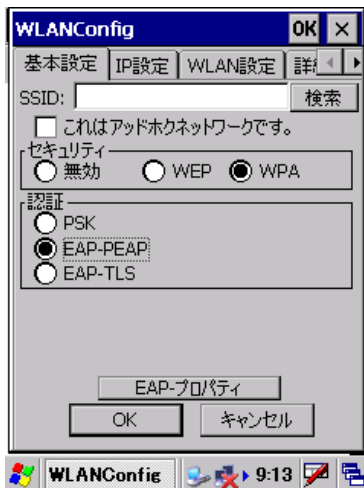 WLANConfig OK ×
基本設定 IP設定 WLAN設定
SSID: 検索
これはアッドホクネットワークです。
セキュリティ
無効 WEP WPA
認証
PSK
EAP-PEAP
EAP-TLS
EAP-プロパティ
OK キャンセル
WLANConfig 9:13